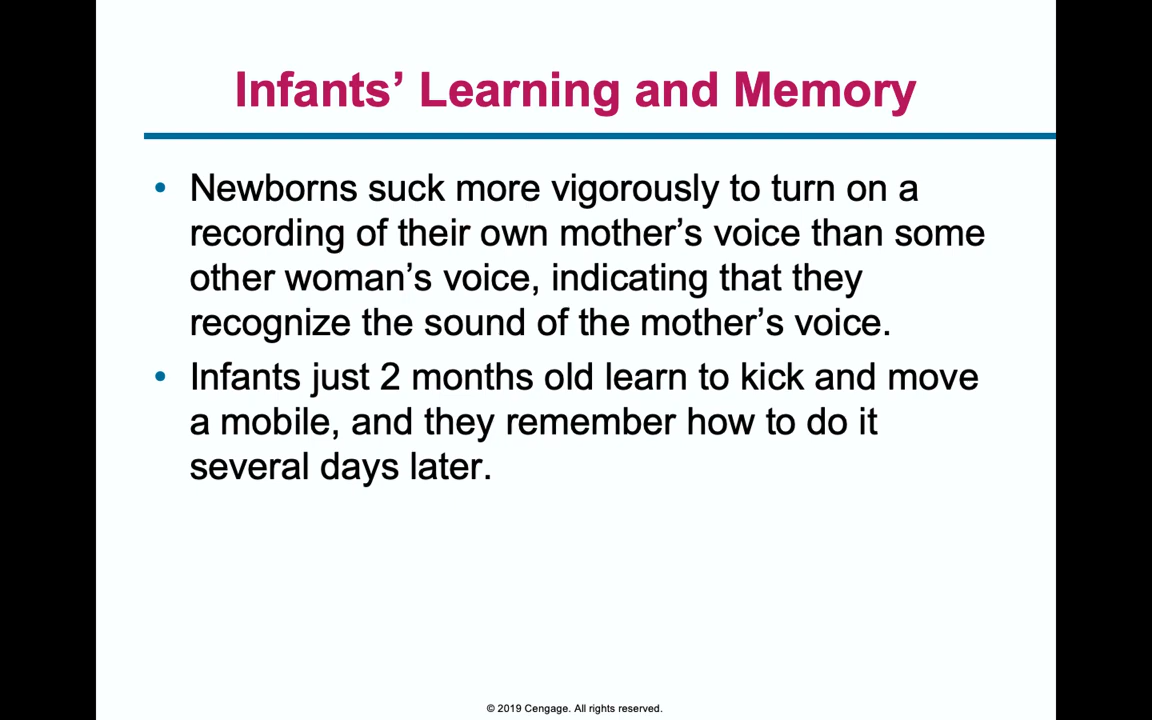 Infants’ Learning and Memory
• Newborns suck more vigorously to turn on a
recording of their own mother’s voice than some
other woman’s voice, indicating that they
recognize the sound of the mother’s voice.
• Infants just 2 months old learn to kick and move
a mobile, and they remember how to do it
several days later.
© 2019 Cengage. All rights reserved.